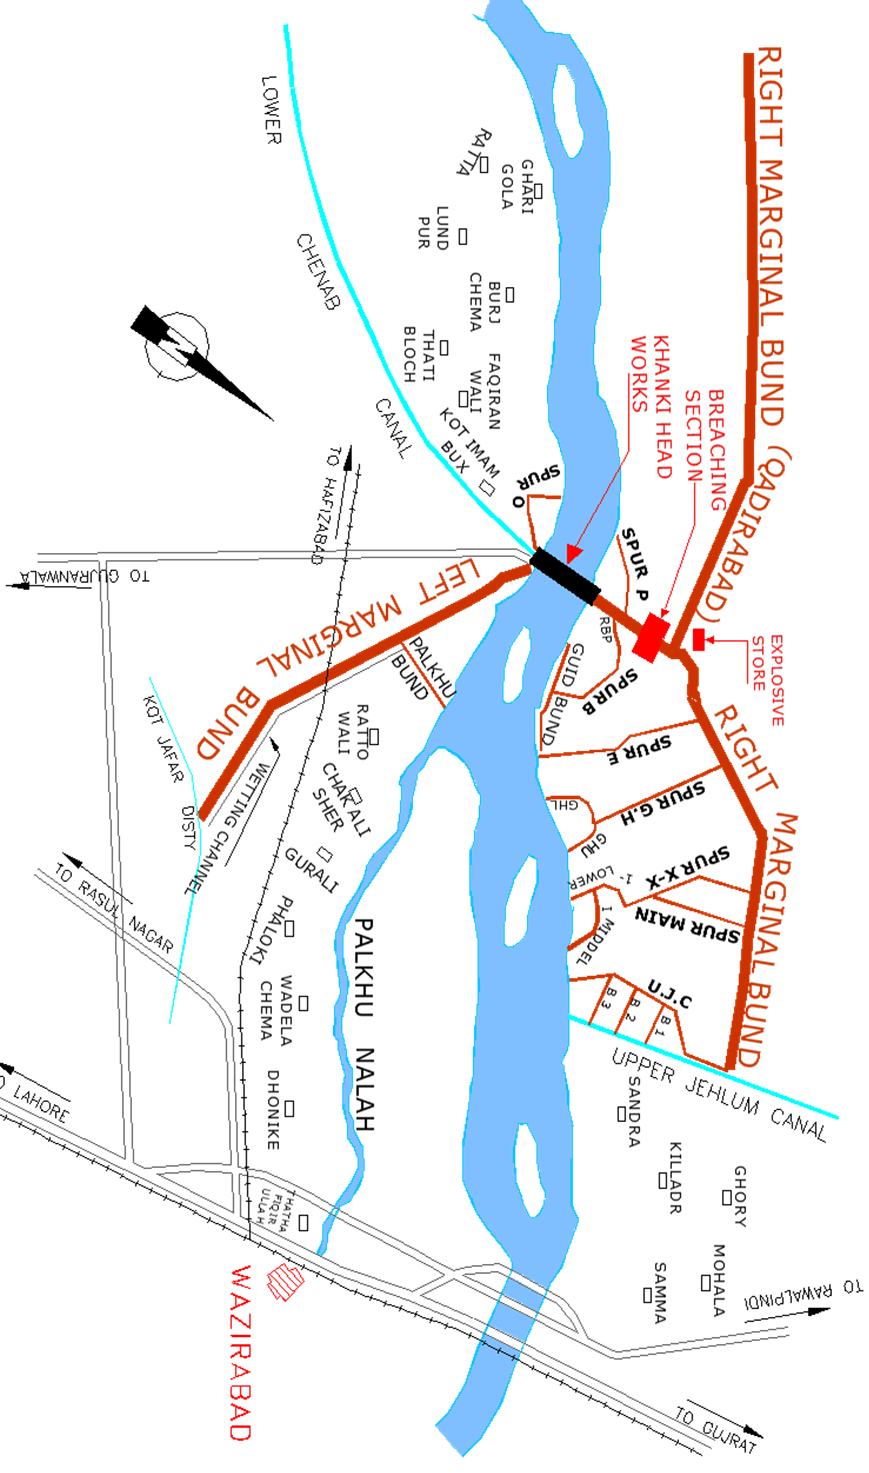 RIGHT MARGINAL BUND (QADIRABAD)
LOWER
CHENAB
CANAL
RATTA
GHARI
GOLA
LUND
PUR
BURJ
CHEMA
THATI
BLOCH
FAQIRAN
WALI
KOT IMAM
BUX
KHANKI HEAD
WORKS
BREACHING
SECTION
EXPLOSIVE
STORE
SPUR
O
SPUR P
RBP
SPUR B
GUID BUND
TO HAFIZABAD
TO GUJRANWALA
LEFT MARGINAL
BUND
PALKHU
BUND
RIGHT
MARGINAL BUND
SPUR E
SPUR G.H
GHL
GHU
SPUR X-X
1-LOWER
SPUR MAIN
I MIDDEL
U.J.C
B.3
B.2
B.1
UPPER JEHLUM CANAL
KOT JAFAR
DISTY
WETTING CHANNEL
RATTO
WALI
CHAK ALI
SHER
GURALI
PHALOKI
WADELA
CHEMA
DHONIKE
THATHA
FIQIR
ULLAH
PALKHU NALAH
TO RASUL NAGAR
TO LAHORE
WAZIRABAD
SANDRA
KILLADR
GHORY
MOHALA
SAMMA
TO RAWALPINDI
TO GUJRAT